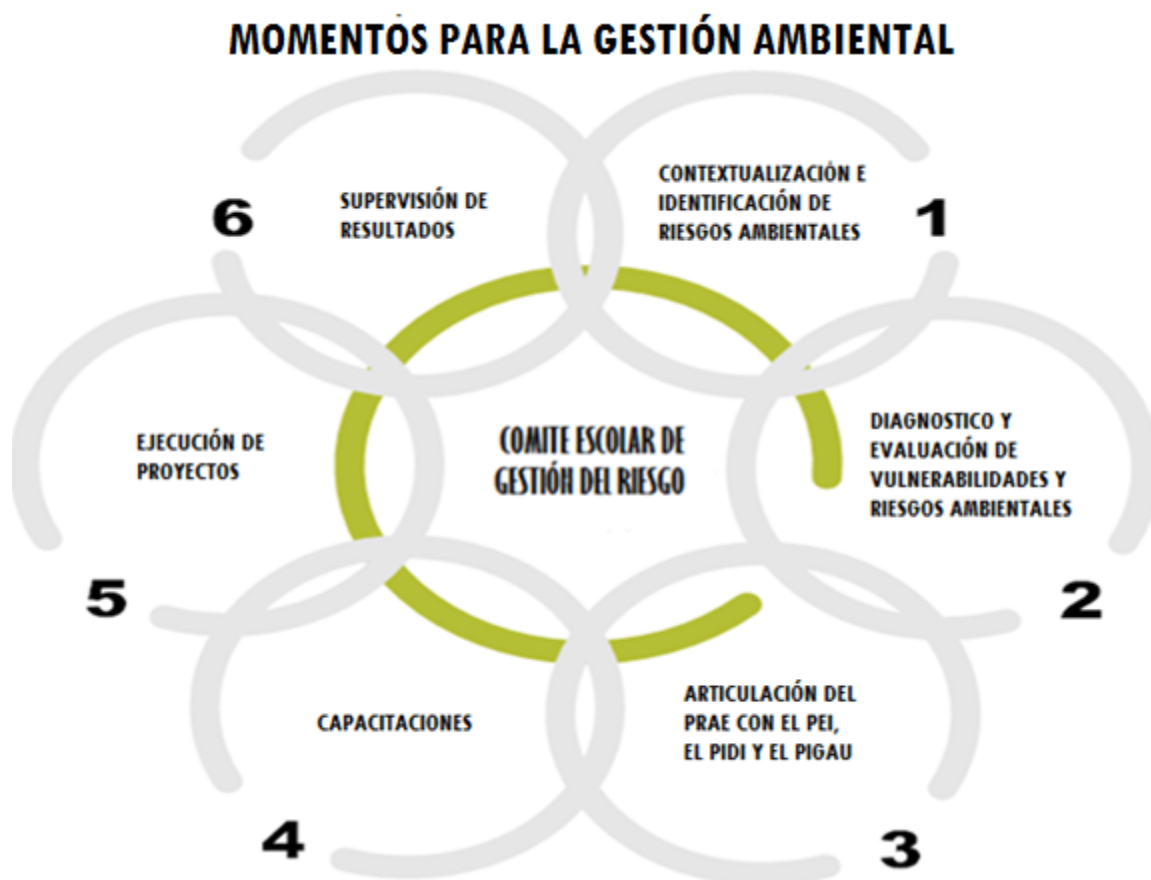 MOMENTOS PARA LA GESTIÓN AMBIENTAL
CONTEXTUALIZACIÓN E
IDENTIFICACIÓN DE
RIESGOS AMBIENTALES
1
DIAGNOSTICO Y
EVALUACIÓN DE
VULNERABILIDADES Y
RIESGOS AMBIENTALES
2
ARTICULACIÓN DEL
PRAE CON EL PEI,
EL PIDI Y EL PIGAU
3
CAPACITACIONES
4
EJECUCIÓN DE
PROYECTOS
5
SUPERVISIÓN DE
RESULTADOS
6
COMITE ESCOLAR DE
GESTIÓN DEL RIESGO